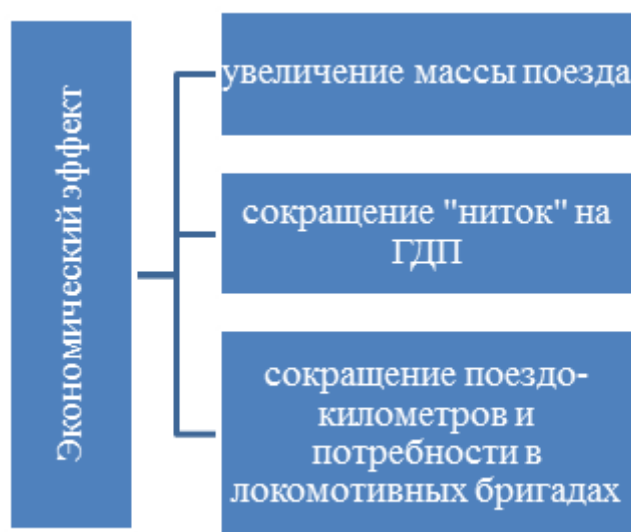 Экономический эффект
увеличение массы поезда
сокращение "ниток" на
ГДП
сокращение поездо-
километров и
потребности в
локомотивных бригадах